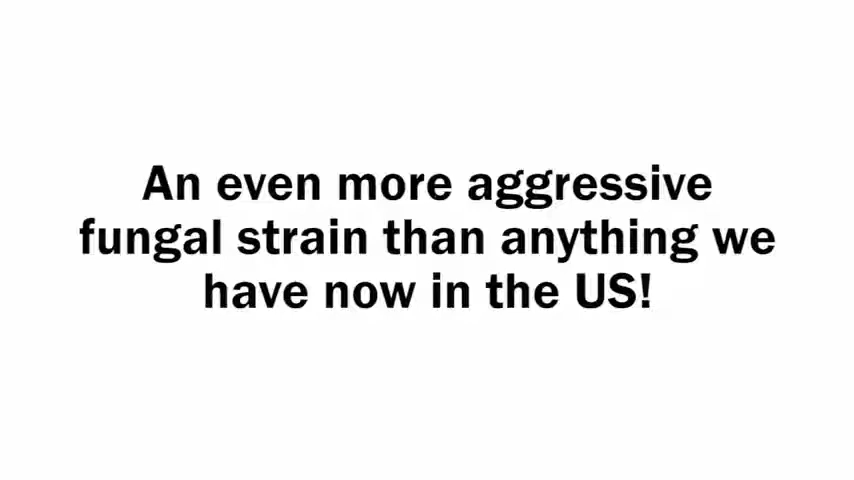 An even more aggressive
fungal strain than anything we
have now in the US!